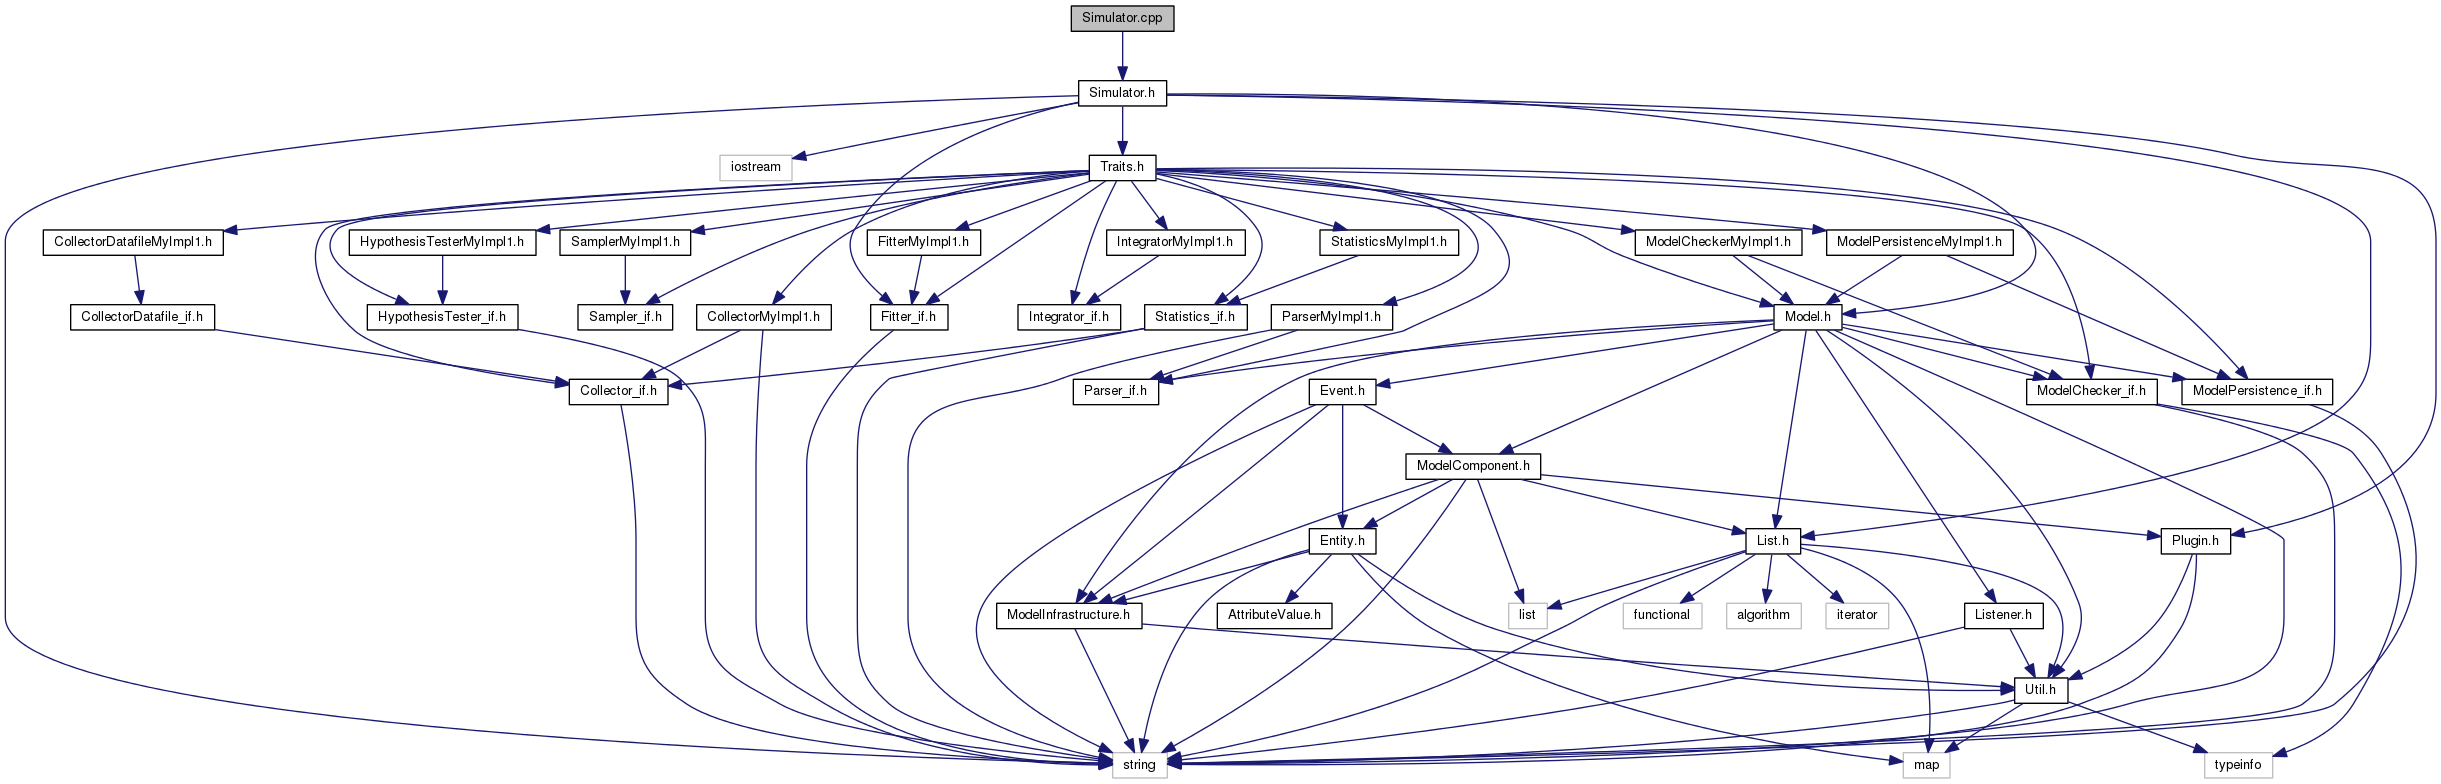 Simulator.cpp
Simulator.h
iostream
Traits.h
CollectorDatafileMyImpl1.h
HypothesisTesterMyImpl1.h
SamplerMyImpl1.h
FitterMyImpl1.h
IntegratorMyImpl1.h
StatisticsMyImpl1.h
ModelCheckerMyImpl1.h
ModelPersistenceMyImpl1.h
CollectorDatafile_if.h
HypothesisTester_if.h
Sampler_if.h
CollectorMyImpl1.h
Fitter_if.h
Integrator_if.h
Statistics_if.h
ParserMyImpl1.h
Model.h
Collector_if.h
Parser_if.h
Event.h
ModelChecker_if.h
ModelPersistence_if.h
ModelComponent.h
Entity.h
List.h
Plugin.h
ModelInfrastructure.h
AttributeValue.h
list
functional
algorithm
iterator
Listener.h
Util.h
string
map
typeinfo